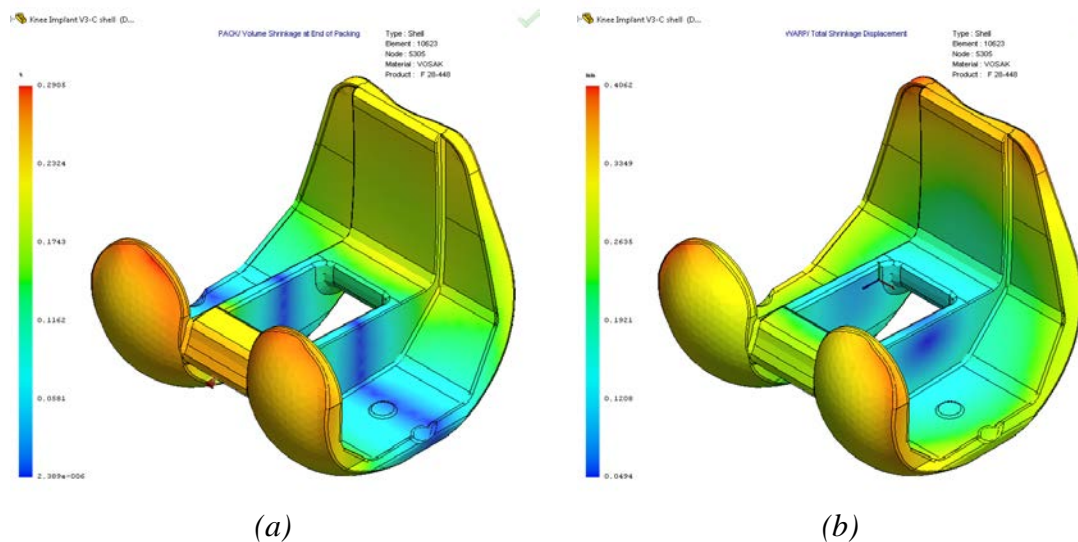 Knee Implant V3-C shell (D...
PACK/ Volume Shrinkage at End of Packing
Type : Shell
Element : 10623
Node : 5305
Material : VOSAK
Product : F 28-448
%
0.2905
0.2324
0.1743
0.1162
0.0581
2.389e-006
(a)
Knee Implant V3-C shell (D...
WARP/ Total Shrinkage Displacement
Type : Shell
Element : 10623
Node : 5305
Material : VOSAK
Product : F 28-448
0.4062
0.3349
0.2635
0.1921
0.1208
0.0494
(b)